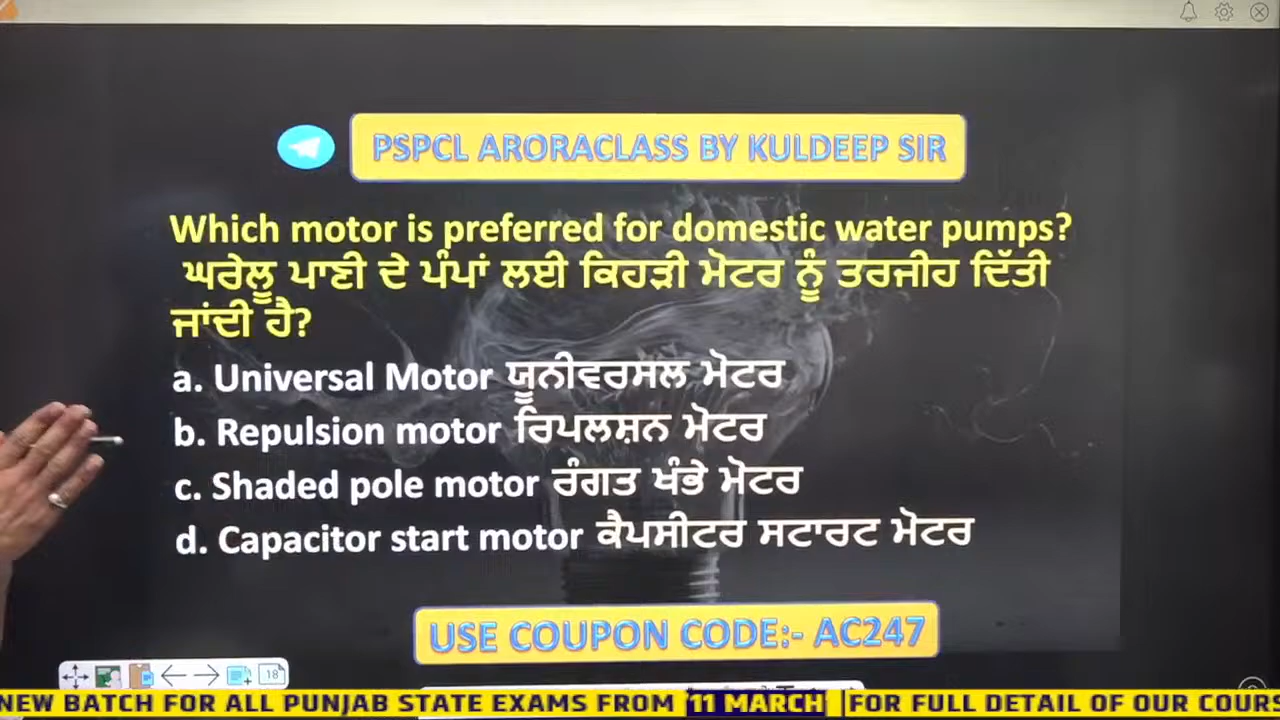 PSPCL ARORACLASS BY KULDEEP SIR
Which motor is preferred for domestic water pumps?
ਘਰੇਲੂ ਪਾਣੀ ਦੇ ਪੰਪਾਂ ਲਈ ਕਿਹੜੀ ਮੋਟਰ ਨੂੰ ਤਰਜੀਹ ਦਿੱਤੀ
ਜਾਂਦੀ ਹੈ?
a. Universal Motor ਯੂਨੀਵਰਸਲ ਮੋਟਰ
b. Repulsion motor ਰਿਪਲਸ਼ਨ ਮੋਟਰ
c. Shaded pole motor ਰੰਗਤ ਖੰਭੇ ਮੋਟਰ
d. Capacitor start motor ਕੈਪਸੀਟਰ ਸਟਾਰਟ ਮੋਟਰ
USE COUPON CODE:- AC247
18
NEW BATCH FOR ALL PUNJAB STATE EXAMS FROM 11 MARCH FOR FULL DETAIL OF OUR